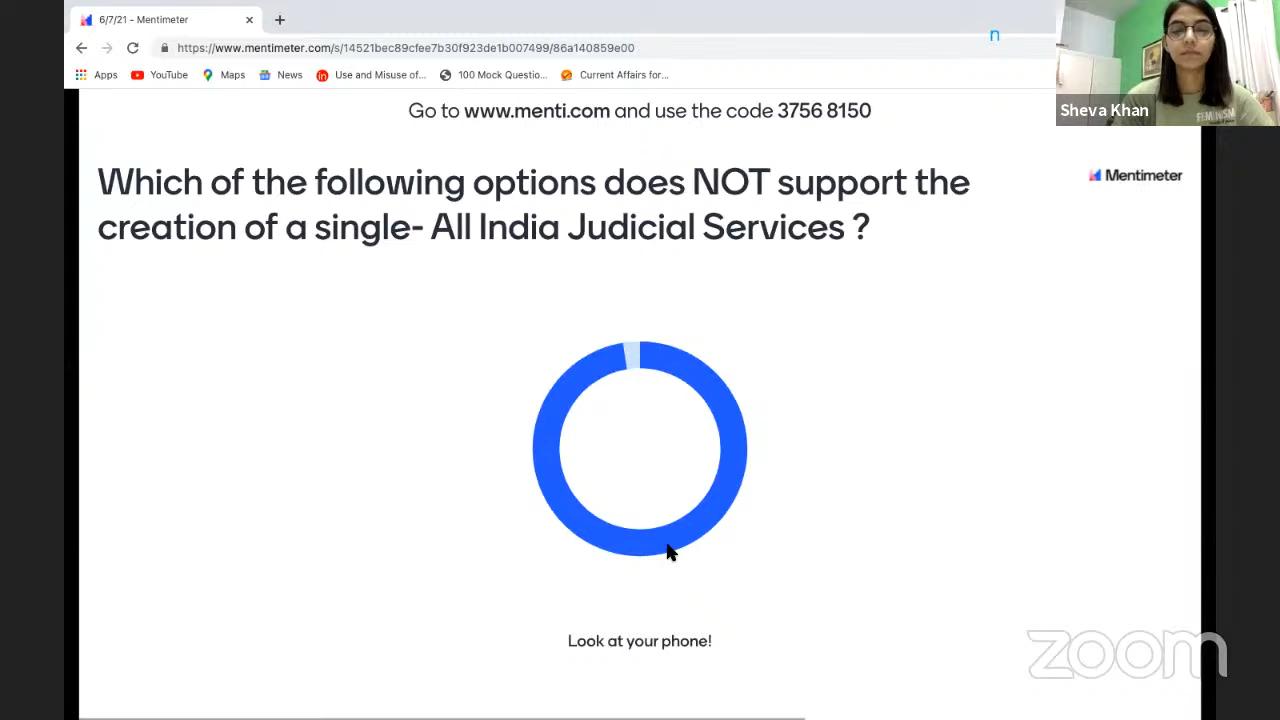 6/7/21 - Mentimeter
https://www.mentimeter.com/s/14521bec89cfee7b30f923de1b007499/86a140859e00
n
Apps YouTube Maps News Use and Misuse of... 100 Mock Questio... Current Affairs for...
Sheva Khan
FEMINISM
Go to www.menti.com and use the code 3756 8150
Mentimeter
Which of the following options does NOT support the
creation of a single- All India Judicial Services ?
Look at your phone!
zoom